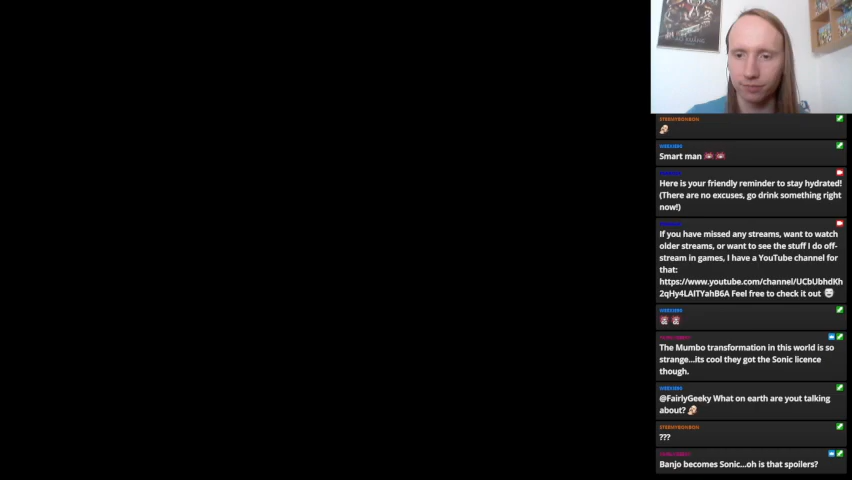 STEEMYBONBON
WEEKSI96
Smart man
Here is your friendly reminder to stay hydrated!
(There are no excuses, go drink something right
now!)
If you have missed any streams, want to watch
older streams, or want to see the stuff I do off-
stream in games, I have a YouTube channel for
that:
https://www.youtube.com/channel/UCbUbhdKh
2qHy4LAITYahB6A Feel free to check it out
The Mumbo transformation in this world is so
strange...its cool they got the Sonic licence
though.
@FairlyGeeky What on earth are yout talking
about?
STEEMYBONBON
???
Banjo becomes Sonic...oh is that spoilers?